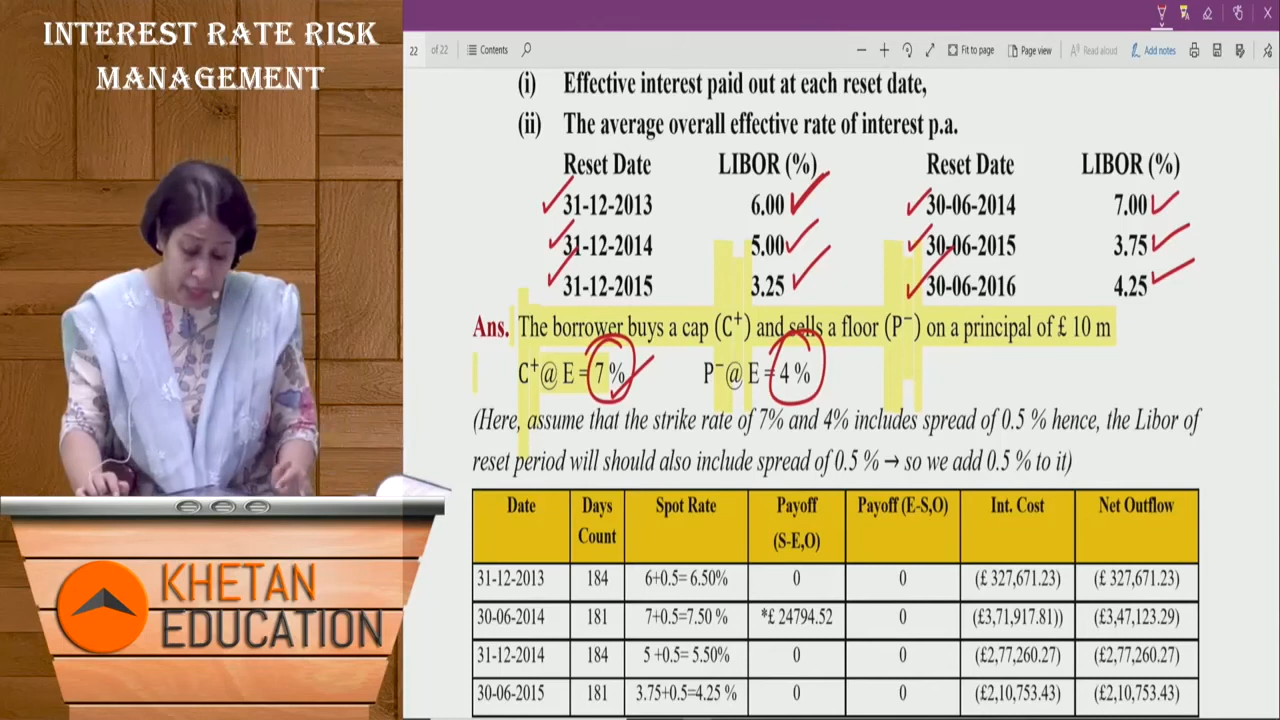 INTEREST RATE RISK
MANAGEMENT
22 of 22 Contents Fit to page Page view Read aloud Add notes
(i) Effective interest paid out at each reset date,
(ii) The average overall effective rate of interest p.a.
Reset Date LIBOR (%) Reset Date LIBOR (%)
31-12-2013 6.00 30-06-2014 7.00
31-12-2014 5.00 30-06-2015 3.75
31-12-2015 3.25 30-06-2016 4.25
Ans. The borrower buys a cap (C⁺) and sells a floor (P⁻) on a principal of £ 10 m
C⁺@ E = 7 % P⁻@ E = 4 %
(Here, assume that the strike rate of 7% and 4% includes spread of 0.5 % hence, the Libor of
reset period will should also include spread of 0.5 % → so we add 0.5 % to it)
Date Days Count Spot Rate Payoff (S-E,O) Payoff (E-S,O) Int. Cost Net Outflow
31-12-2013 184 6+0.5= 6.50% 0 0 (£ 327,671.23) (£ 327,671.23)
30-06-2014 181 7+0.5=7.50 % *£ 24794.52 0 (£3,71,917.81)) (£3,47,123.29)
31-12-2014 184 5 +0.5= 5.50% 0 0 (£2,77,260.27) (£2,77,260.27)
30-06-2015 181 3.75+0.5=4.25 % 0 0 (£2,10,753.43) (£2,10,753.43)
KHETAN
EDUCATION